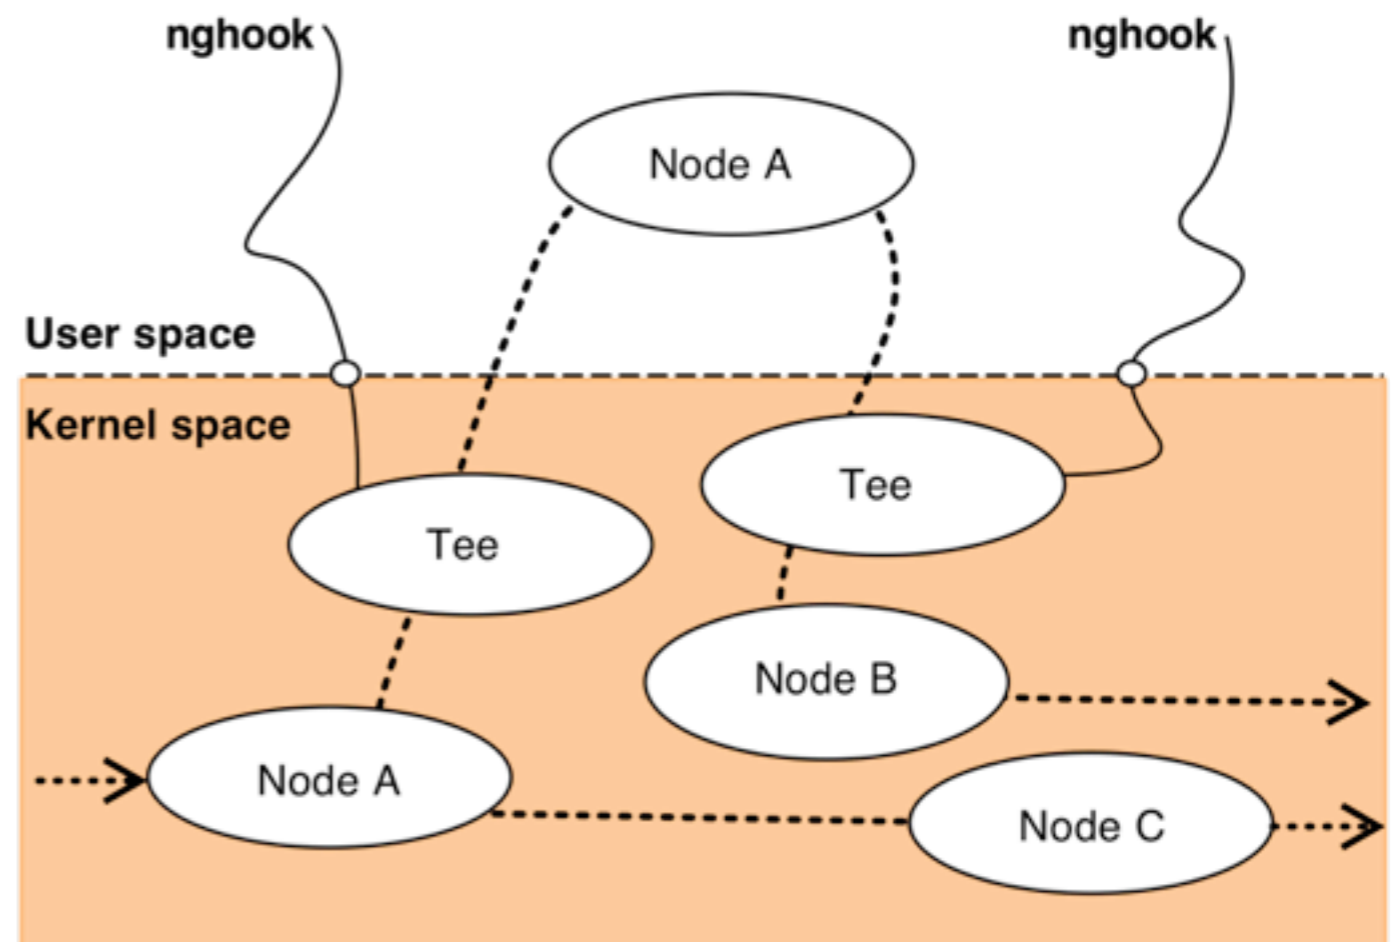 nghook
nghook
Node A
User space
Kernel space
Tee
Tee
Node B
Node A
Node C